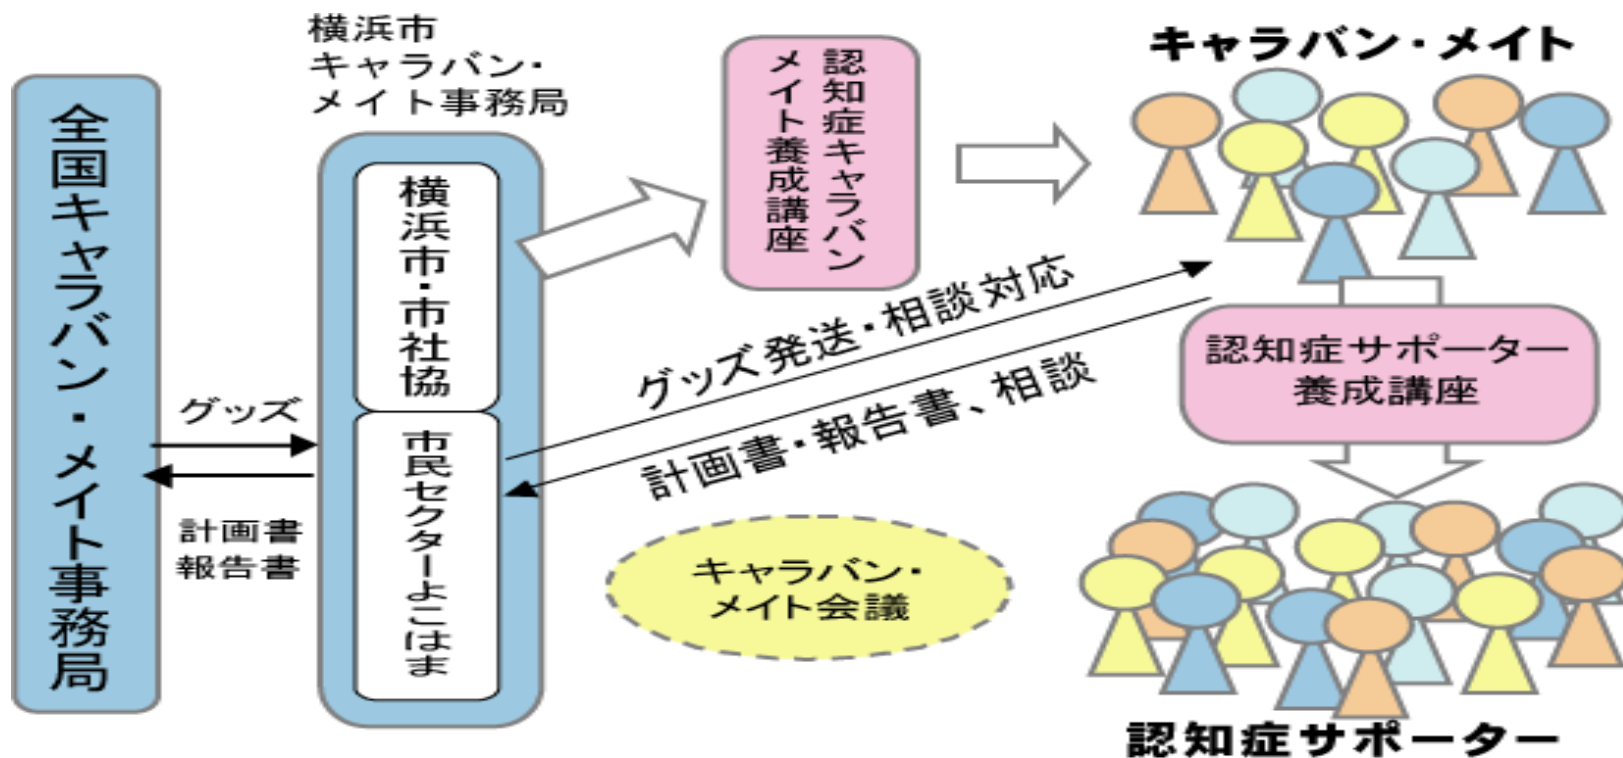 全国キャラバン・メイト事務局
グッズ
計画書
報告書
横浜市
キャラバン・
メイト事務局
横浜市・市社協
市民セクターよこはま
認知症キャラバン
メイト養成講座
グッズ発送・相談対応
計画書・報告書、相談
キャラバン・
メイト会議
キャラバン・メイト
認知症サポーター
養成講座
認知症サポーター